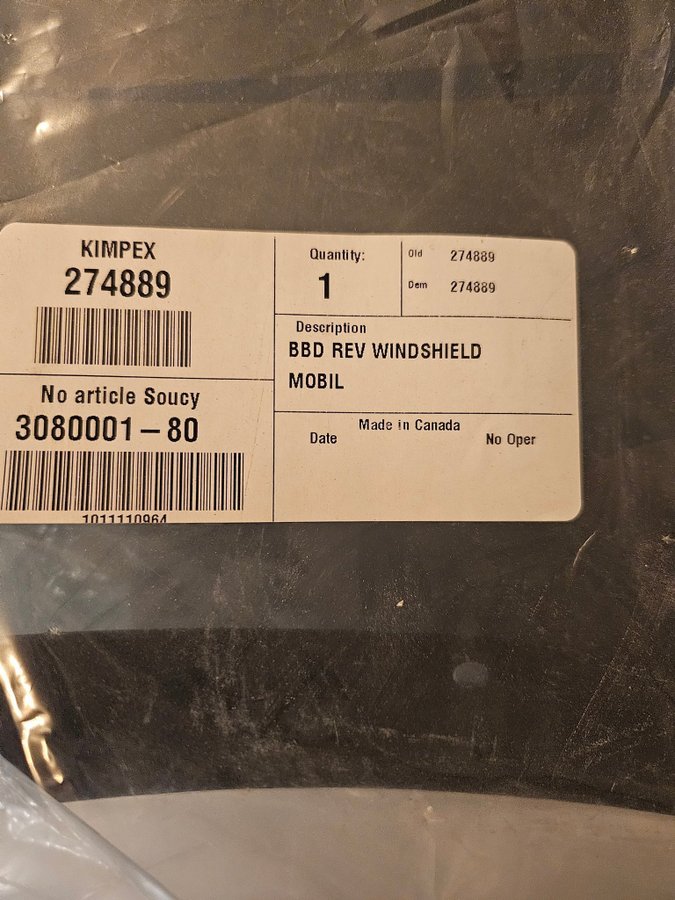 KIMPEX
274889
No article Soucy
3080001-80
1011110964
Quantity:
1
Old 274889
Dem 274889
Description
BBD REV WINDSHIELD
MOBIL
Made in Canada
Date
No Oper